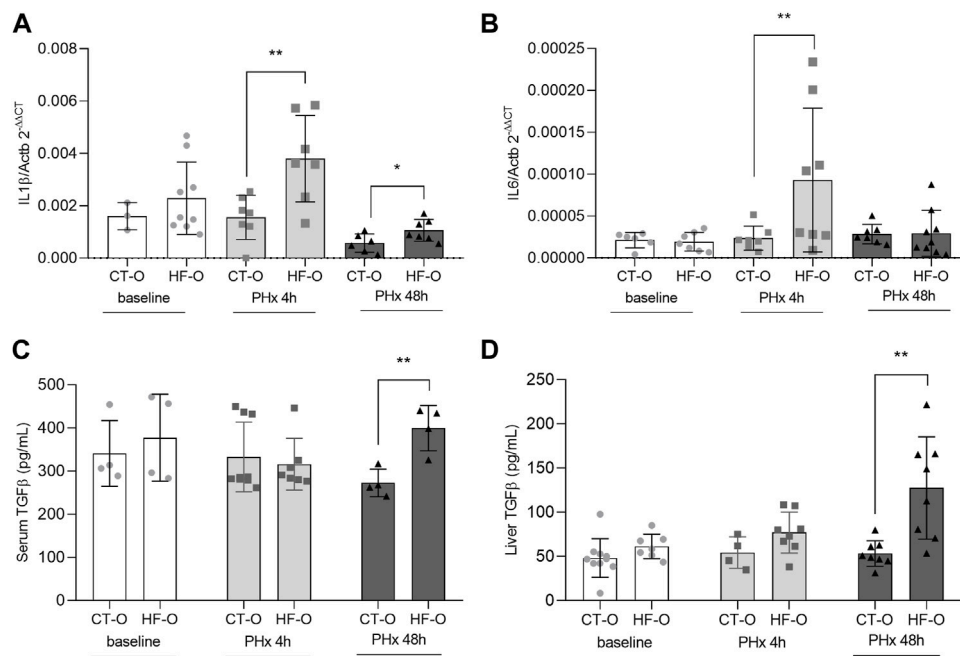 A
B
**
*
IL1β/Actb 2-ΔΔCT
0.008
0.006
0.004
0.002
0.000
CT-O HF-O CT-O HF-O CT-O HF-O
baseline PHx 4h PHx 48h
**
IL6/Actb 2-ΔΔCT
0.00025
0.00020
0.00015
0.00010
0.00005
0.00000
CT-O HF-O CT-O HF-O CT-O HF-O
baseline PHx 4h PHx 48h
C
D
**
Serum TGFβ (pg/mL)
500
400
300
200
100
0
CT-O HF-O CT-O HF-O CT-O HF-O
baseline PHx 4h PHx 48h
**
Liver TGFβ (pg/mL)
250
200
150
100
50
0
CT-O HF-O CT-O HF-O CT-O HF-O
baseline PHx 4h PHx 48h